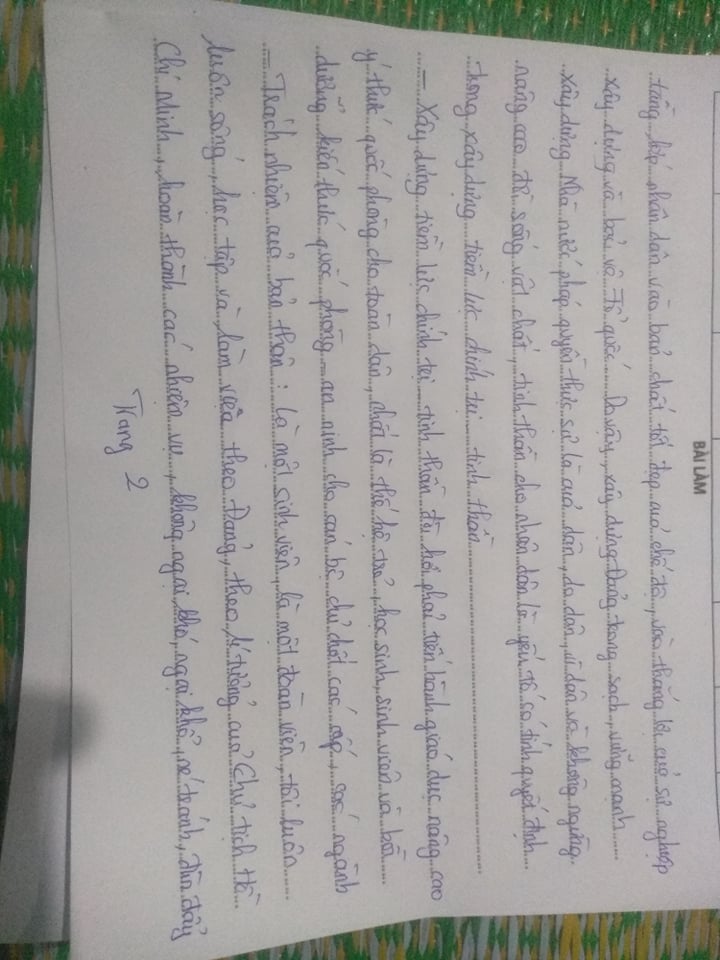 BÀI LÀM
tầng lớp nhân dân vào bản chất tốt đẹp của chế độ, vào thắng lợi của sự nghiệp
xây dựng và bảo vệ Tổ quốc. Do vậy, xây dựng Đảng trong sạch, vững mạnh
xây dựng Nhà nước pháp quyền thực sự là của dân, do dân, vì dân và không ngừng
nâng cao đời sống vật chất, tinh thần cho nhân dân là yếu tố có tính quyết định
trong xây dựng tiềm lực chính trị - tinh thần
- Xây dựng tiềm lực chính trị - tinh thần đòi hỏi phải tiến hành giáo dục nâng cao
ý thức quốc phòng cho toàn dân, nhất là thế hệ trẻ, học sinh, sinh viên và bồi
dưỡng kiến thức quốc phòng - an ninh cho cán bộ chủ chốt các cấp, các ngành
- Trách nhiệm của bản thân : là một sinh viên, là một đoàn viên, tôi luôn
luôn sống, học tập và làm việc theo Đảng, theo lí tưởng của Chủ tịch Hồ
Chí Minh, hoàn thành các nhiệm vụ, không ngại khó, ngại khổ, né tránh, đùn đẩy
Trang 2